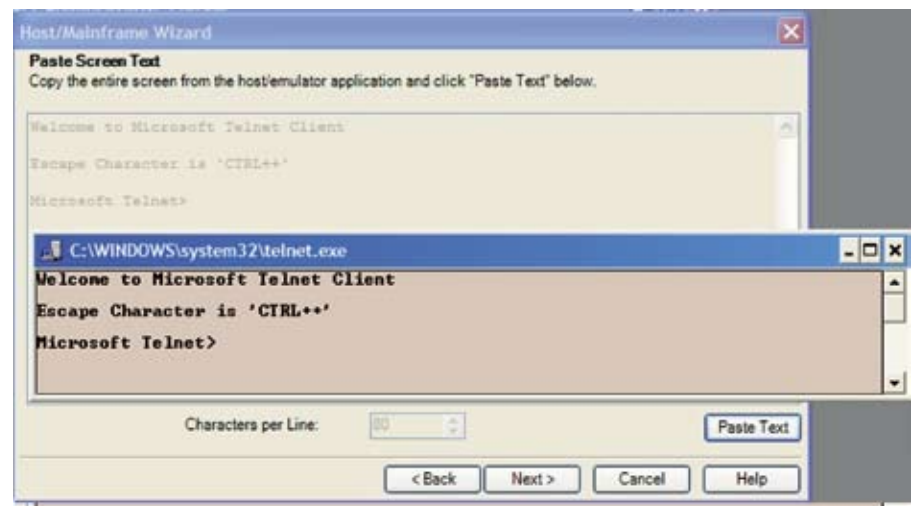 Host/Mainframe Wizard
Paste Screen Text
Copy the entire screen from the host/emulator application and click "Paste Text" below.
Welcome to Microsoft Telnet Client
Escape Character is 'CTRL++'
Microsoft Telnet>
C:\WINDOWS\system32\telnet.exe
Welcome to Microsoft Telnet Client
Escape Character is 'CTRL++'
Microsoft Telnet>
Characters per Line: 80
Paste Text
< Back Next > Cancel Help